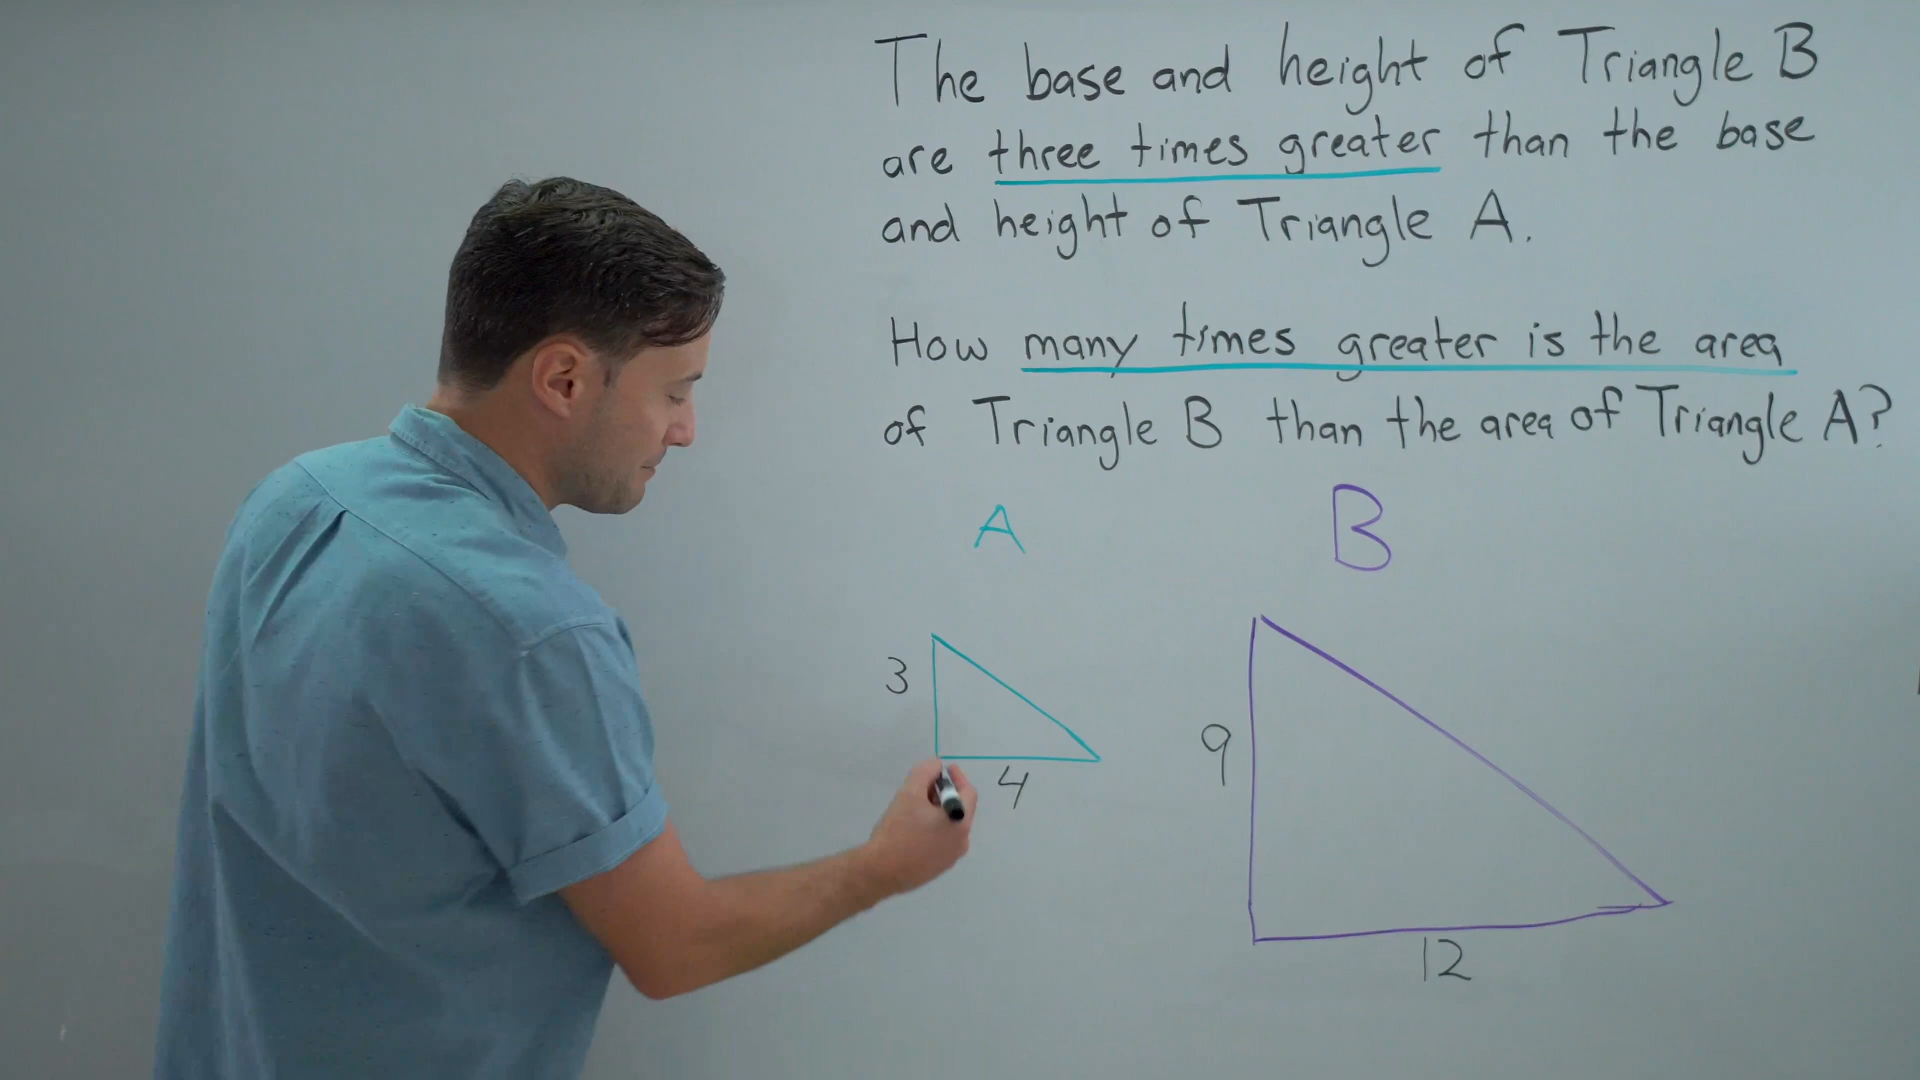 The base and height of Triangle B
are three times greater than the base
and height of Triangle A.
How many times greater is the area
of Triangle B than the area of Triangle A?
A
B
3
4
9
12